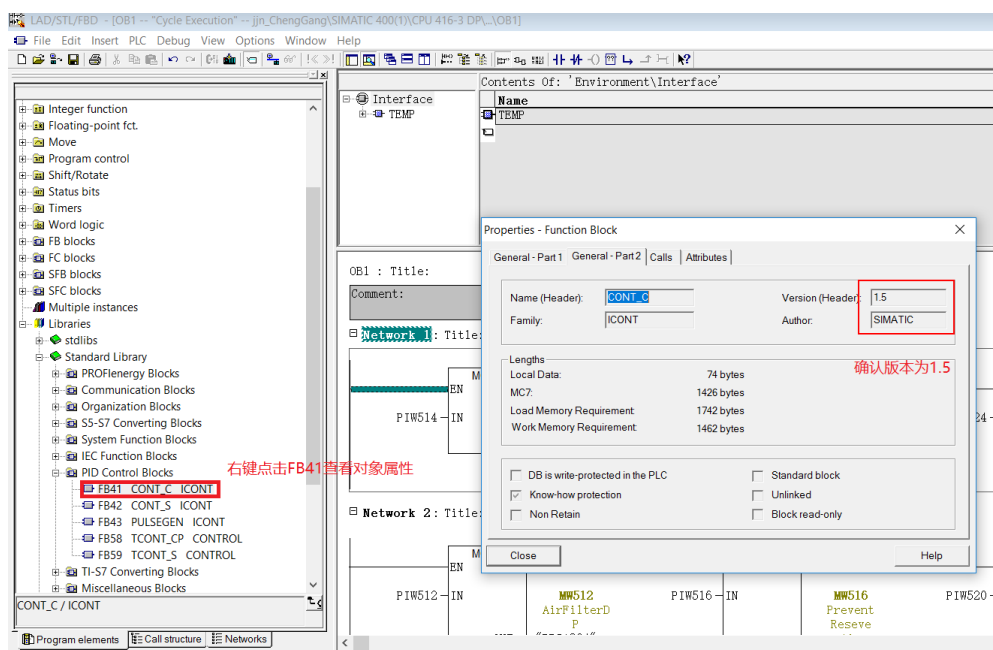 LAD/STL/FBD - [OB1 -- "Cycle Execution" -- jjn_ChengGang\SIMATIC 400(1)\CPU 416-3 DP\...\OB1]
File Edit Insert PLC Debug View Options Window Help
Integer function
Floating-point fct.
Move
Program control
Shift/Rotate
Status bits
Timers
Word logic
FB blocks
FC blocks
SFB blocks
SFC blocks
Multiple instances
Libraries
stdlibs
Standard Library
PROFIenergy Blocks
Communication Blocks
Organization Blocks
S5-S7 Converting Blocks
System Function Blocks
IEC Function Blocks
PID Control Blocks
FB41 CONT_C ICONT
FB42 CONT_S ICONT
FB43 PULSEGEN ICONT
FB58 TCONT_CP CONTROL
FB59 TCONT_S CONTROL
TI-S7 Converting Blocks
Miscellaneous Blocks
CONT_C / ICONT
Program elements Call structure Networks
右键点击FB41查看对象属性
Interface
TEMP
Contents Of: 'Environment\Interface'
Name
TEMP
OB1 : Title:
Comment:
Network 1: Title:
M
EN
PIW514 IN
24
Network 2: Title:
M
EN
PIW512 IN
MW512
AirFilterD
P
PIW516 IN
MW516
Prevent
Reseve
PIW520
Properties - Function Block
General - Part 1 General - Part 2 Calls Attributes
Name (Header): CONT_C Version (Header): 1.5
Family: ICONT Author: SIMATIC
确认版本为1.5
Lengths
Local Data: 74 bytes
MC7: 1426 bytes
Load Memory Requirement: 1742 bytes
Work Memory Requirement: 1462 bytes
DB is write-protected in the PLC Standard block
Know-how protection Unlinked
Non Retain Block read-only
Close Help